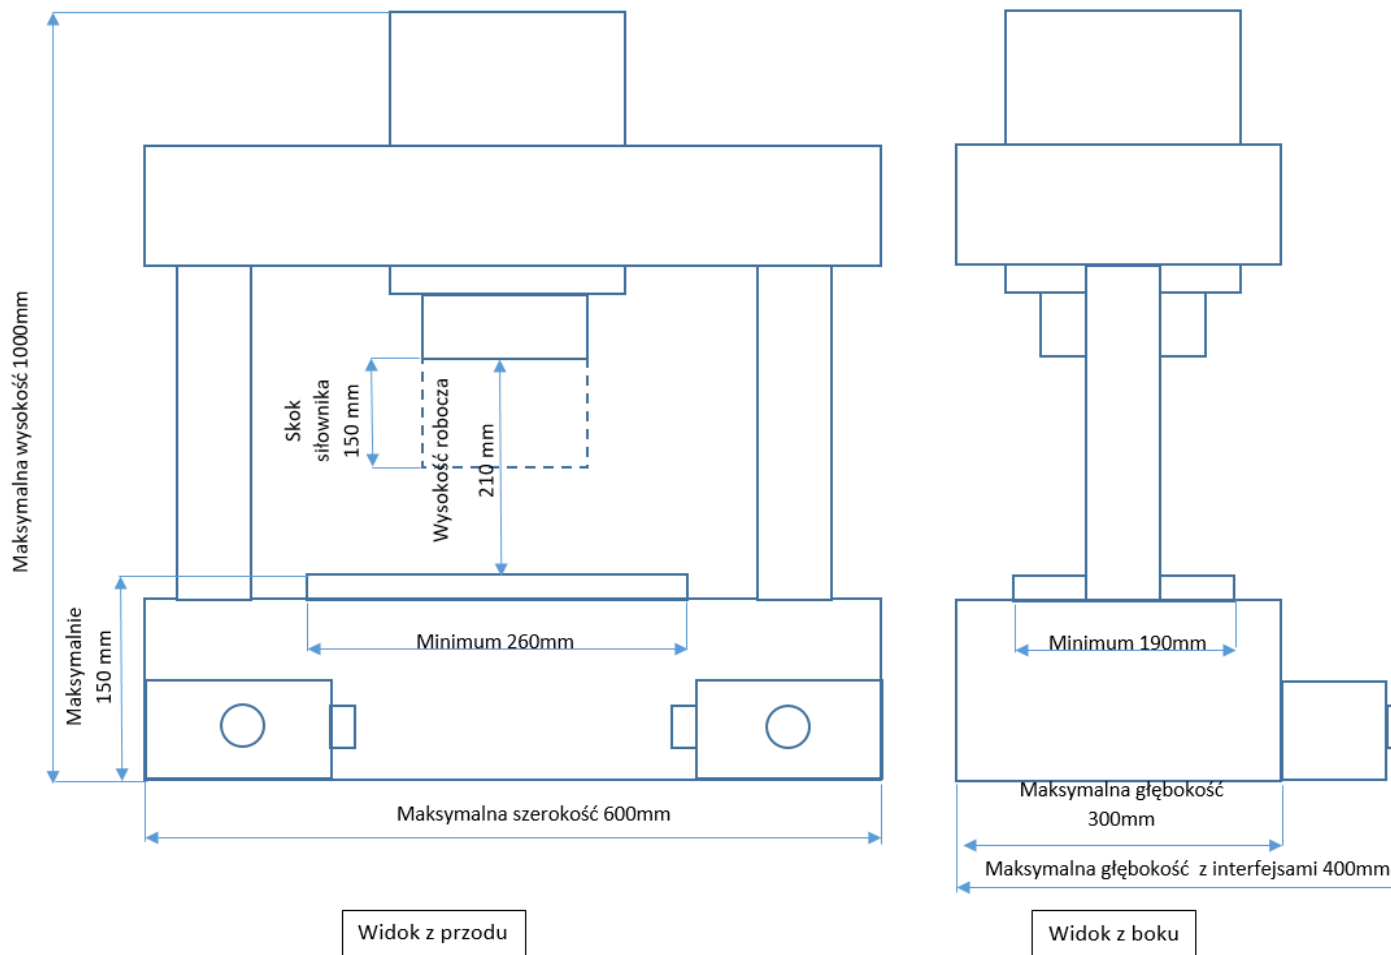 Maksymalna wysokość 1000mm
Skok
siłownika
150 mm
Wysokość robocza
210 mm
Maksymalnie
150 mm
Minimum 260mm
Maksymalna szerokość 600mm
Widok z przodu
Minimum 190mm
Maksymalna głębokość
300mm
Maksymalna głębokość z interfejsami 400mm
Widok z boku